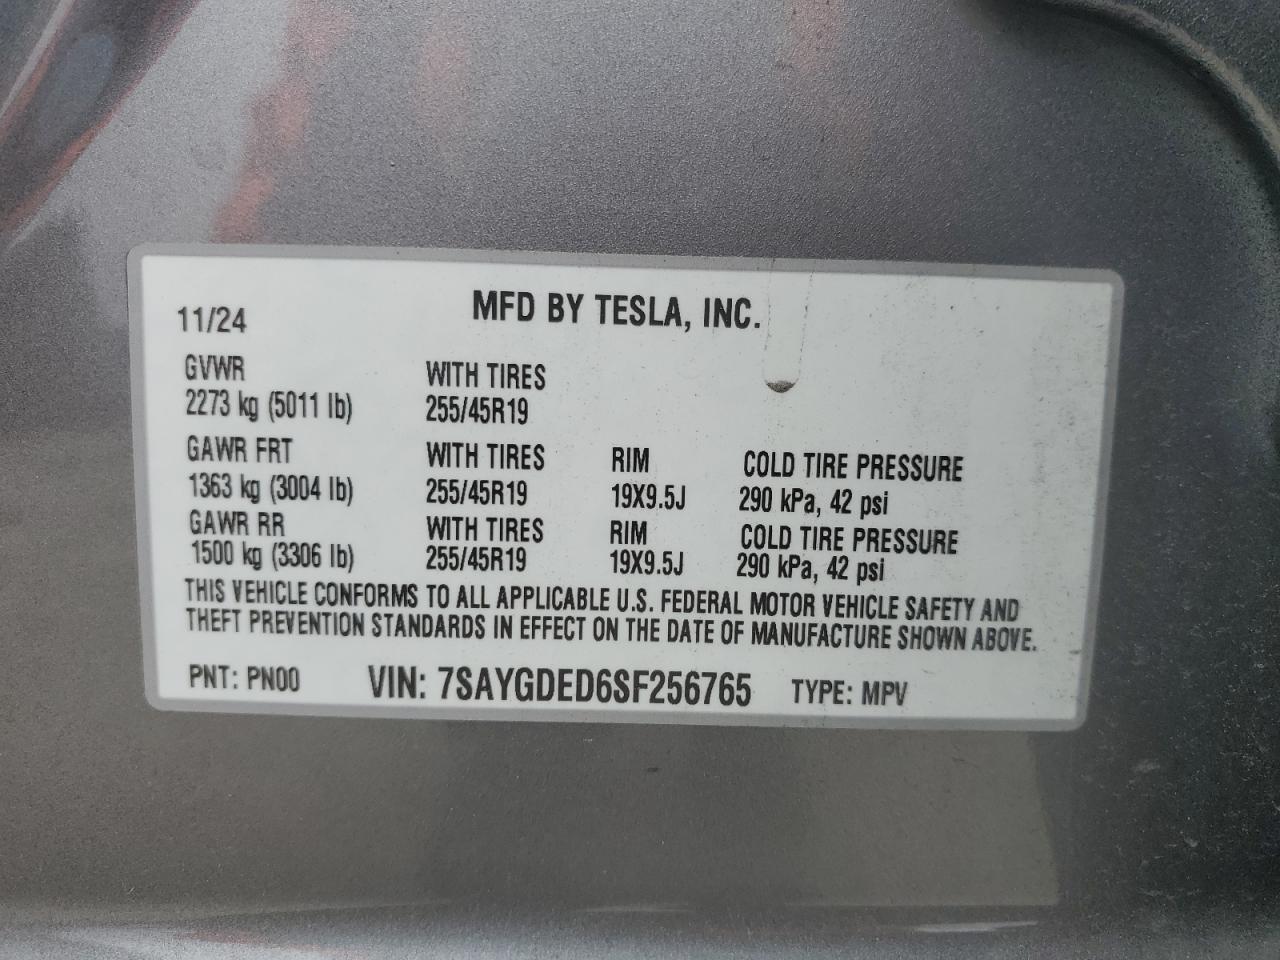 MFD BY TESLA, INC.
11/24
GVWR WITH TIRES
2273 kg (5011 lb) 255/45R19
GAWR FRT WITH TIRES RIM COLD TIRE PRESSURE
1363 kg (3004 lb) 255/45R19 19X9.5J 290 kPa, 42 psi
GAWR RR WITH TIRES RIM COLD TIRE PRESSURE
1500 kg (3306 lb) 255/45R19 19X9.5J 290 kPa, 42 psi
THIS VEHICLE CONFORMS TO ALL APPLICABLE U.S. FEDERAL MOTOR VEHICLE SAFETY AND
THEFT PREVENTION STANDARDS IN EFFECT ON THE DATE OF MANUFACTURE SHOWN ABOVE.
PNT: PN00 VIN: 7SAYGDED6SF256765 TYPE: MPV